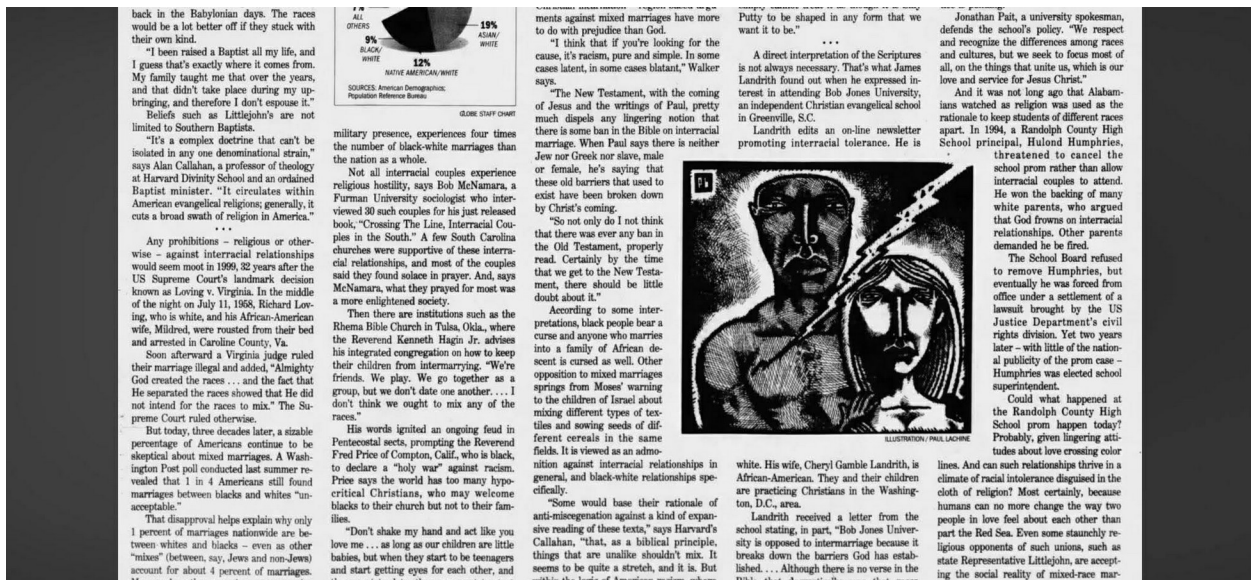 back in the Babylonian days. The races
would be a lot better off if they stuck with
their own kind.
"I been raised a Baptist all my life, and
I guess that's exactly where it comes from.
My family taught me that over the years,
and that didn't take place during my up-
bringing, and therefore I don't espouse it."
Beliefs such as Littlejohn's are not
limited to Southern Baptists.
"It's a complex doctrine that can't be
isolated in any one denominational strain,"
says Alan Callahan, a professor of theology
at Harvard Divinity School and an ordained
Baptist minister. "It circulates within
American evangelical religions; generally, it
cuts a broad swath of religion in America."
• • •
Any prohibitions – religious or other-
wise – against interracial relationships
would seem moot in 1999, 32 years after the
US Supreme Court's landmark decision
known as Loving v. Virginia. In the middle
of the night on July 11, 1958, Richard Lov-
ing, who is white, and his African-American
wife, Mildred, were rousted from their bed
and arrested in Caroline County, Va.
Soon afterward a Virginia judge ruled
their marriage illegal and added, "Almighty
God created the races . . . and the fact that
He separated the races showed that He did
not intend for the races to mix." The Su-
preme Court ruled otherwise.
But today, three decades later, a sizable
percentage of Americans continue to be
skeptical about mixed marriages. A Wash-
ington Post poll conducted last summer re-
vealed that 1 in 4 Americans still found
marriages between blacks and whites "un-
acceptable."
That disapproval helps explain why only
1 percent of marriages nationwide are be-
tween whites and blacks – even as other
"mixes" (between, say, Jews and non-Jews)
account for about 4 percent of marriages.
7%
ALL
OTHERS
9%
BLACK/
WHITE
12%
NATIVE AMERICAN/WHITE
19%
ASIAN/
WHITE
SOURCES: American Demographics;
Population Reference Bureau
GLOBE STAFF CHART
military presence, experiences four times
the number of black-white marriages than
the nation as a whole.
Not all interracial couples experience
religious hostility, says Bob McNamara, a
Furman University sociologist who inter-
viewed 30 such couples for his just released
book, "Crossing The Line, Interracial Cou-
ples in the South." A few South Carolina
churches were supportive of these interra-
cial relationships, and most of the couples
said they found solace in prayer. And, says
McNamara, what they prayed for most was
a more enlightened society.
Then there are institutions such as the
Rhema Bible Church in Tulsa, Okla., where
the Reverend Kenneth Hagin Jr. advises
his integrated congregation on how to keep
their children from intermarrying. "We're
friends. We play. We go together as a
group, but we don't date one another. . . . I
don't think we ought to mix any of the
races."
His words ignited an ongoing feud in
Pentecostal sects, prompting the Reverend
Fred Price of Compton, Calif., who is black,
to declare a "holy war" against racism.
Price says the world has too many hypo-
critical Christians, who may welcome
blacks to their church but not to their fam-
ilies.
"Don't shake my hand and act like you
love me . . . as long as our children are little
babies, but when they start to be teenagers
and start getting eyes for each other, and
ments against mixed marriages have more
to do with prejudice than God.
"I think that if you're looking for the
cause, it's racism, pure and simple. In some
cases latent, in some cases blatant," Walker
says.
"The New Testament, with the coming
of Jesus and the writings of Paul, pretty
much dispels any lingering notion that
there is some ban in the Bible on interracial
marriage. When Paul says there is neither
Jew nor Greek nor slave, male
or female, he's saying that
these old barriers that used to
exist have been broken down
by Christ's coming.
"So not only do I not think
that there was ever any ban in
the Old Testament, properly
read. Certainly by the time
that we get to the New Testa-
ment, there should be little
doubt about it."
According to some inter-
pretations, black people bear a
curse and anyone who marries
into a family of African de-
scent is cursed as well. Other
opposition to mixed marriages
springs from Moses' warning
to the children of Israel about
mixing different types of tex-
tiles and sowing seeds of dif-
ferent cereals in the same
fields. It is viewed as an admo-
nition against interracial relationships in
general, and black-white relationships spe-
cifically.
"Some would base their rationale of
anti-miscegenation against a kind of expan-
sive reading of these texts," says Harvard's
Callahan, "that, as a biblical principle,
things that are unalike shouldn't mix. It
seems to be quite a stretch, and it is. But
Putty to be shaped in any form that we
want it to be."
• • •
A direct interpretation of the Scriptures
is not always necessary. That's what James
Landrith found out when he expressed in-
terest in attending Bob Jones University,
an independent Christian evangelical school
in Greenville, S.C.
Landrith edits an on-line newsletter
promoting interracial tolerance. He is
ILLUSTRATION / PAUL LACHINE
white. His wife, Cheryl Gamble Landrith, is
African-American. They and their children
are practicing Christians in the Washing-
ton, D.C., area.
Landrith received a letter from the
school stating, in part, "Bob Jones Univer-
sity is opposed to intermarriage because it
breaks down the barriers God has estab-
lished. . . . Although there is no verse in the
Jonathan Pait, a university spokesman,
defends the school's policy. "We respect
and recognize the differences among races
and cultures, but we seek to focus most of
all, on the things that unite us, which is our
love and service for Jesus Christ."
And it was not long ago that Alabam-
ians watched as religion was used as the
rationale to keep students of different races
apart. In 1994, a Randolph County High
School principal, Hulond Humphries,
threatened to cancel the
school prom rather than allow
interracial couples to attend.
He won the backing of many
white parents, who argued
that God frowns on interracial
relationships. Other parents
demanded he be fired.
The School Board refused
to remove Humphries, but
eventually he was forced from
office under a settlement of a
lawsuit brought by the US
Justice Department's civil
rights division. Yet two years
later – with little of the nation-
al publicity of the prom case –
Humphries was elected school
superintendent.
Could what happened at
the Randolph County High
School prom happen today?
Probably, given lingering atti-
tudes about love crossing color
lines. And can such relationships thrive in a
climate of racial intolerance disguised in the
cloth of religion? Most certainly, because
humans can no more change the way two
people in love feel about each other than
part the Red Sea. Even some staunchly re-
ligious opponents of such unions, such as
state Representative Littlejohn, are accept-
ing the social reality of mixed-race mar-